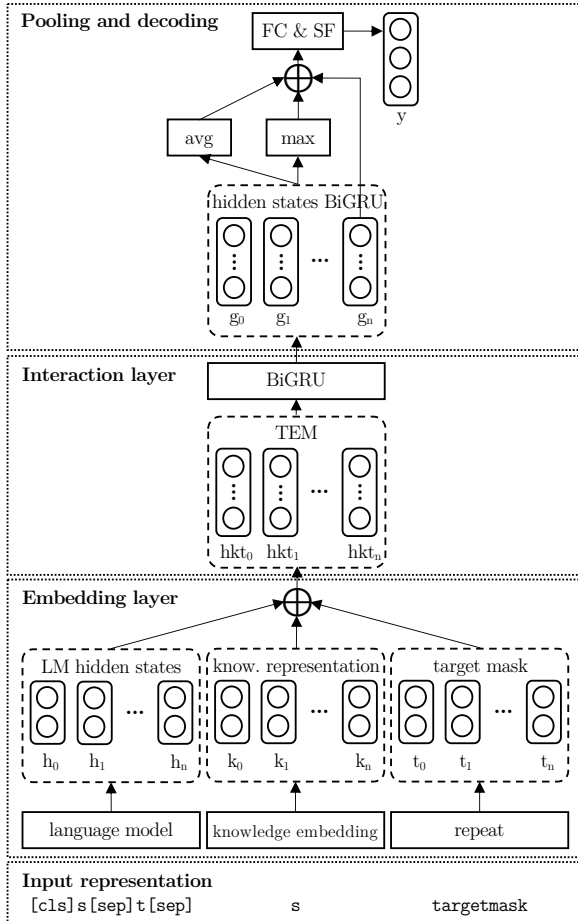 Pooling and decoding
FC & SF
y
avg
max
hidden states BiGRU
...
g0 g1 gn
Interaction layer
BiGRU
TEM
...
hkt0 hkt1 hktn
Embedding layer
LM hidden states know. representation target mask
... ... ...
h0 h1 hn k0 k1 kn t0 t1 tn
language model knowledge embedding repeat
Input representation
[cls]s[sep]t[sep] s targetmask